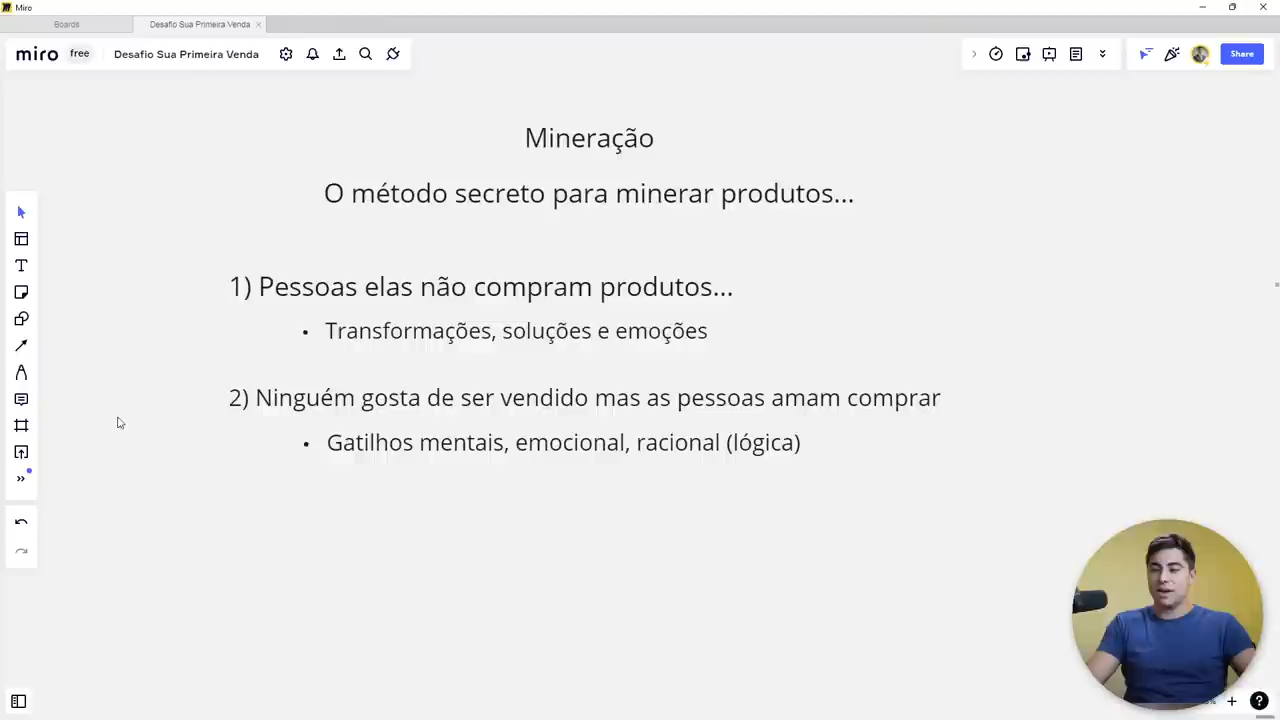 Miro
Boards
Desafio Sua Primeira Venda
miro free Desafio Sua Primeira Venda
Share
Mineração
O método secreto para minerar produtos...
1) Pessoas elas não compram produtos...
• Transformações, soluções e emoções
2) Ninguém gosta de ser vendido mas as pessoas amam comprar
• Gatilhos mentais, emocional, racional (lógica)